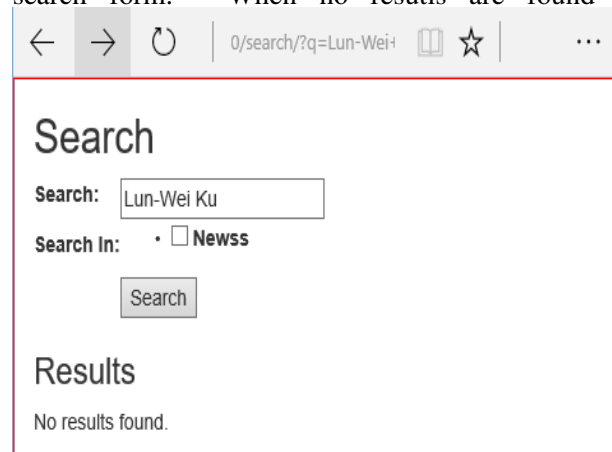 search form. When no results are found
0/search/?q=Lun-Wei+
Search
Search: Lun-Wei Ku
Search In: • Newss
Search
Results
No results found.